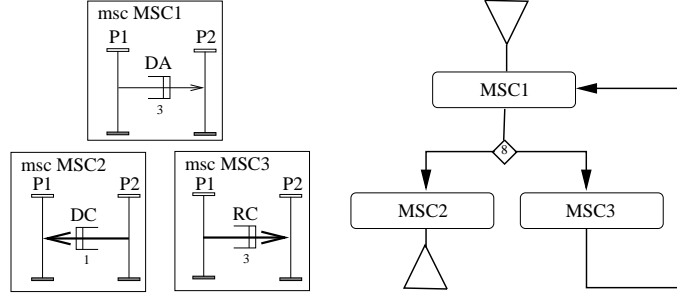 msc MSC1
P1 P2
DA
3
msc MSC2
P1 P2
DC
1
msc MSC3
P1 P2
RC
3
MSC1
8
MSC2
MSC3